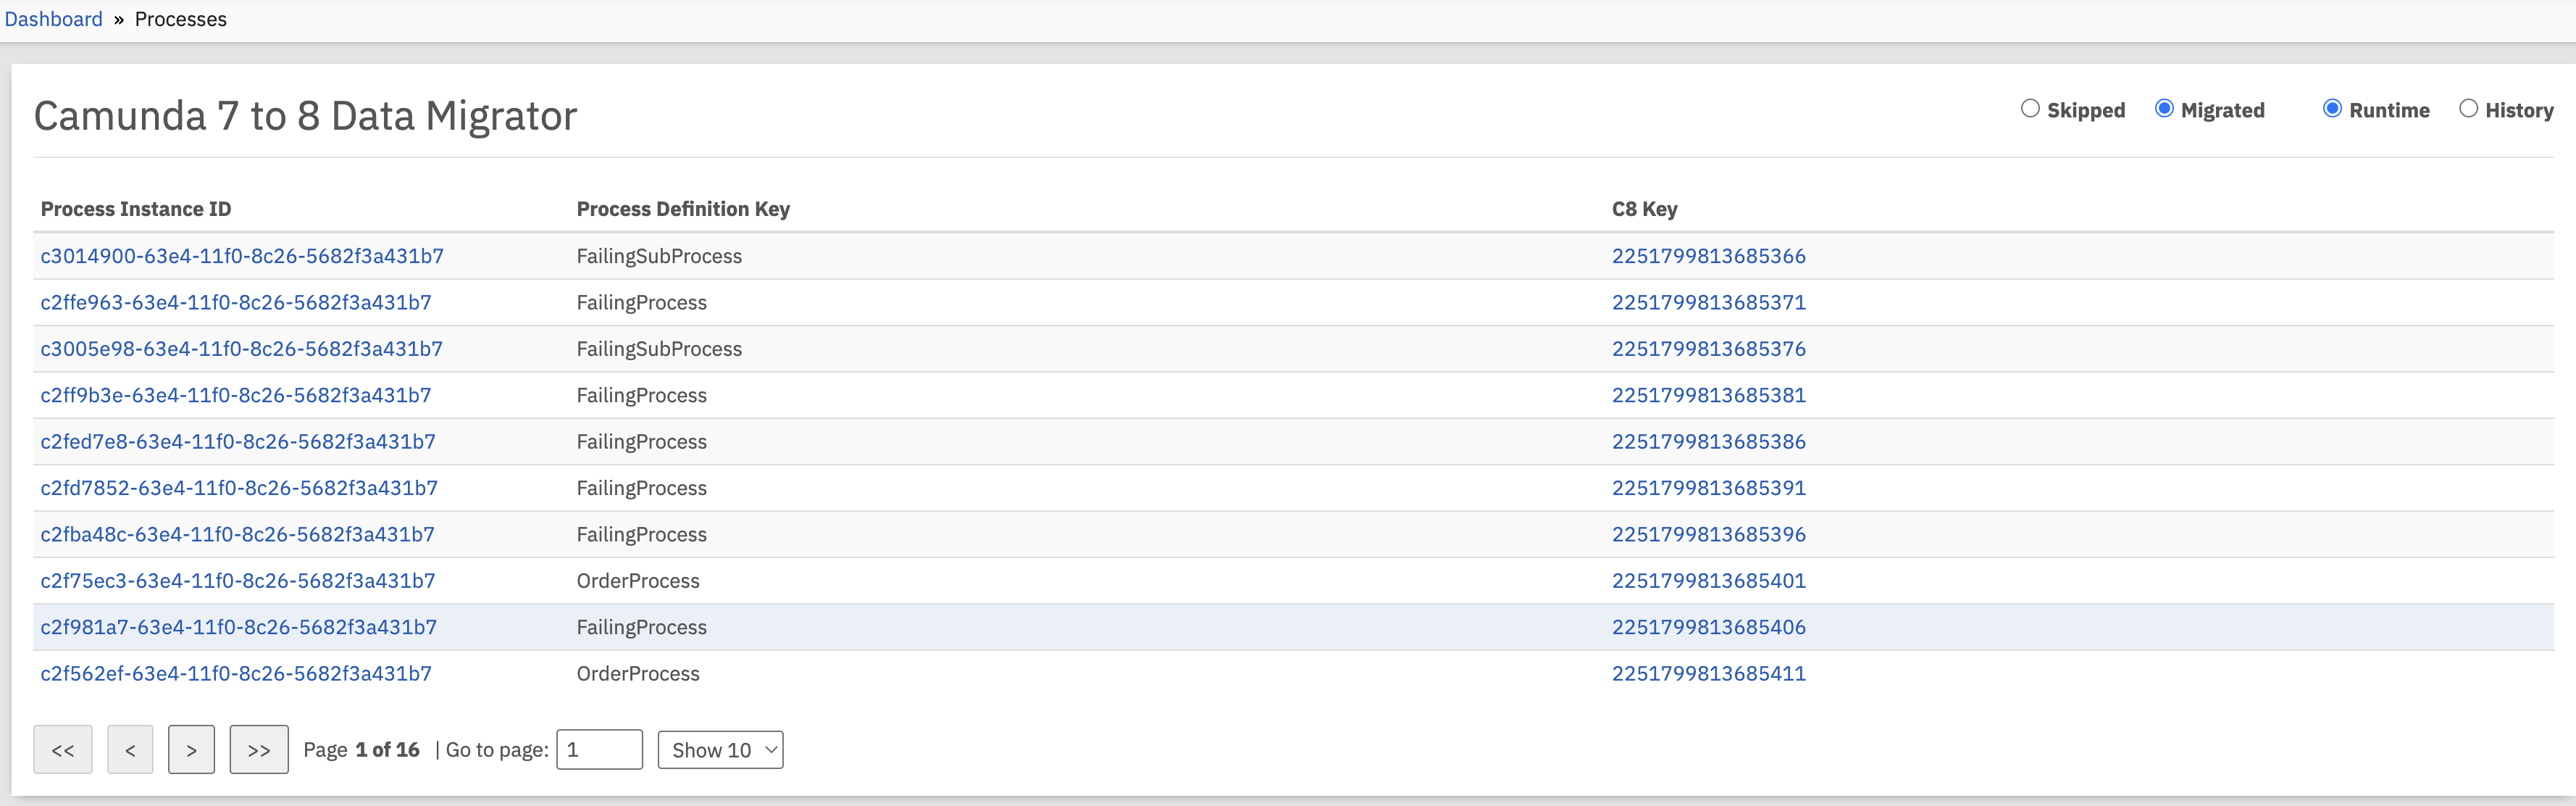 Dashboard » Processes
Camunda 7 to 8 Data Migrator Skipped Migrated Runtime History
Process Instance ID Process Definition Key C8 Key
c3014900-63e4-11f0-8c26-5682f3a431b7 FailingSubProcess 2251799813685366
c2ffe963-63e4-11f0-8c26-5682f3a431b7 FailingProcess 2251799813685371
c3005e98-63e4-11f0-8c26-5682f3a431b7 FailingSubProcess 2251799813685376
c2ff9b3e-63e4-11f0-8c26-5682f3a431b7 FailingProcess 2251799813685381
c2fed7e8-63e4-11f0-8c26-5682f3a431b7 FailingProcess 2251799813685386
c2fd7852-63e4-11f0-8c26-5682f3a431b7 FailingProcess 2251799813685391
c2fba48c-63e4-11f0-8c26-5682f3a431b7 FailingProcess 2251799813685396
c2f75ec3-63e4-11f0-8c26-5682f3a431b7 OrderProcess 2251799813685401
c2f981a7-63e4-11f0-8c26-5682f3a431b7 FailingProcess 2251799813685406
c2f562ef-63e4-11f0-8c26-5682f3a431b7 OrderProcess 2251799813685411
<< < > >> Page 1 of 16 | Go to page: 1 Show 10